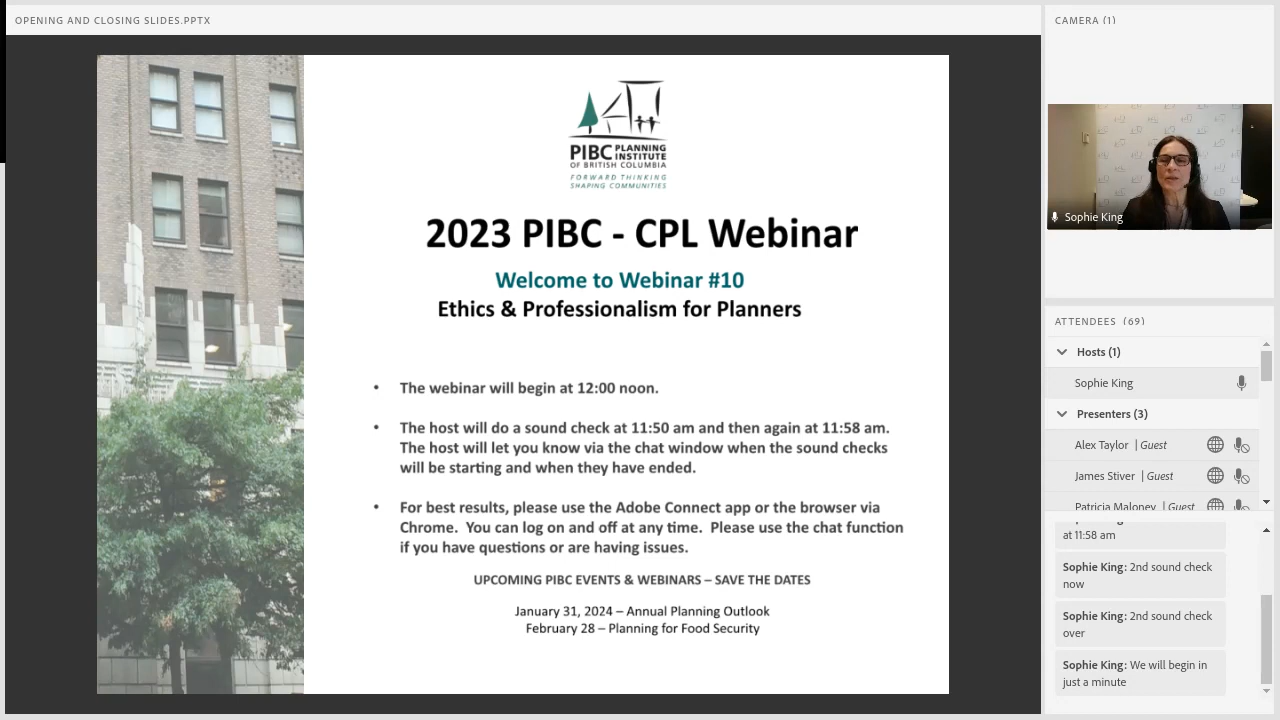 OPENING AND CLOSING SLIDES.PPTX
PIBC PLANNING
INSTITUTE
OF BRITISH COLUMBIA
FORWARD THINKING
SHAPING COMMUNITIES
2023 PIBC - CPL Webinar
Welcome to Webinar #10
Ethics & Professionalism for Planners
• The webinar will begin at 12:00 noon.
• The host will do a sound check at 11:50 am and then again at 11:58 am.
The host will let you know via the chat window when the sound checks
will be starting and when they have ended.
• For best results, please use the Adobe Connect app or the browser via
Chrome. You can log on and off at any time. Please use the chat function
if you have questions or are having issues.
UPCOMING PIBC EVENTS & WEBINARS – SAVE THE DATES
January 31, 2024 – Annual Planning Outlook
February 28 – Planning for Food Security
CAMERA (1)
Sophie King
ATTENDEES (69)
Hosts (1)
Sophie King
Presenters (3)
Alex Taylor | Guest
James Stiver | Guest
Patricia Maloney | Guest
at 11:58 am
Sophie King: 2nd sound check
now
Sophie King: 2nd sound check
over
Sophie King: We will begin in
just a minute